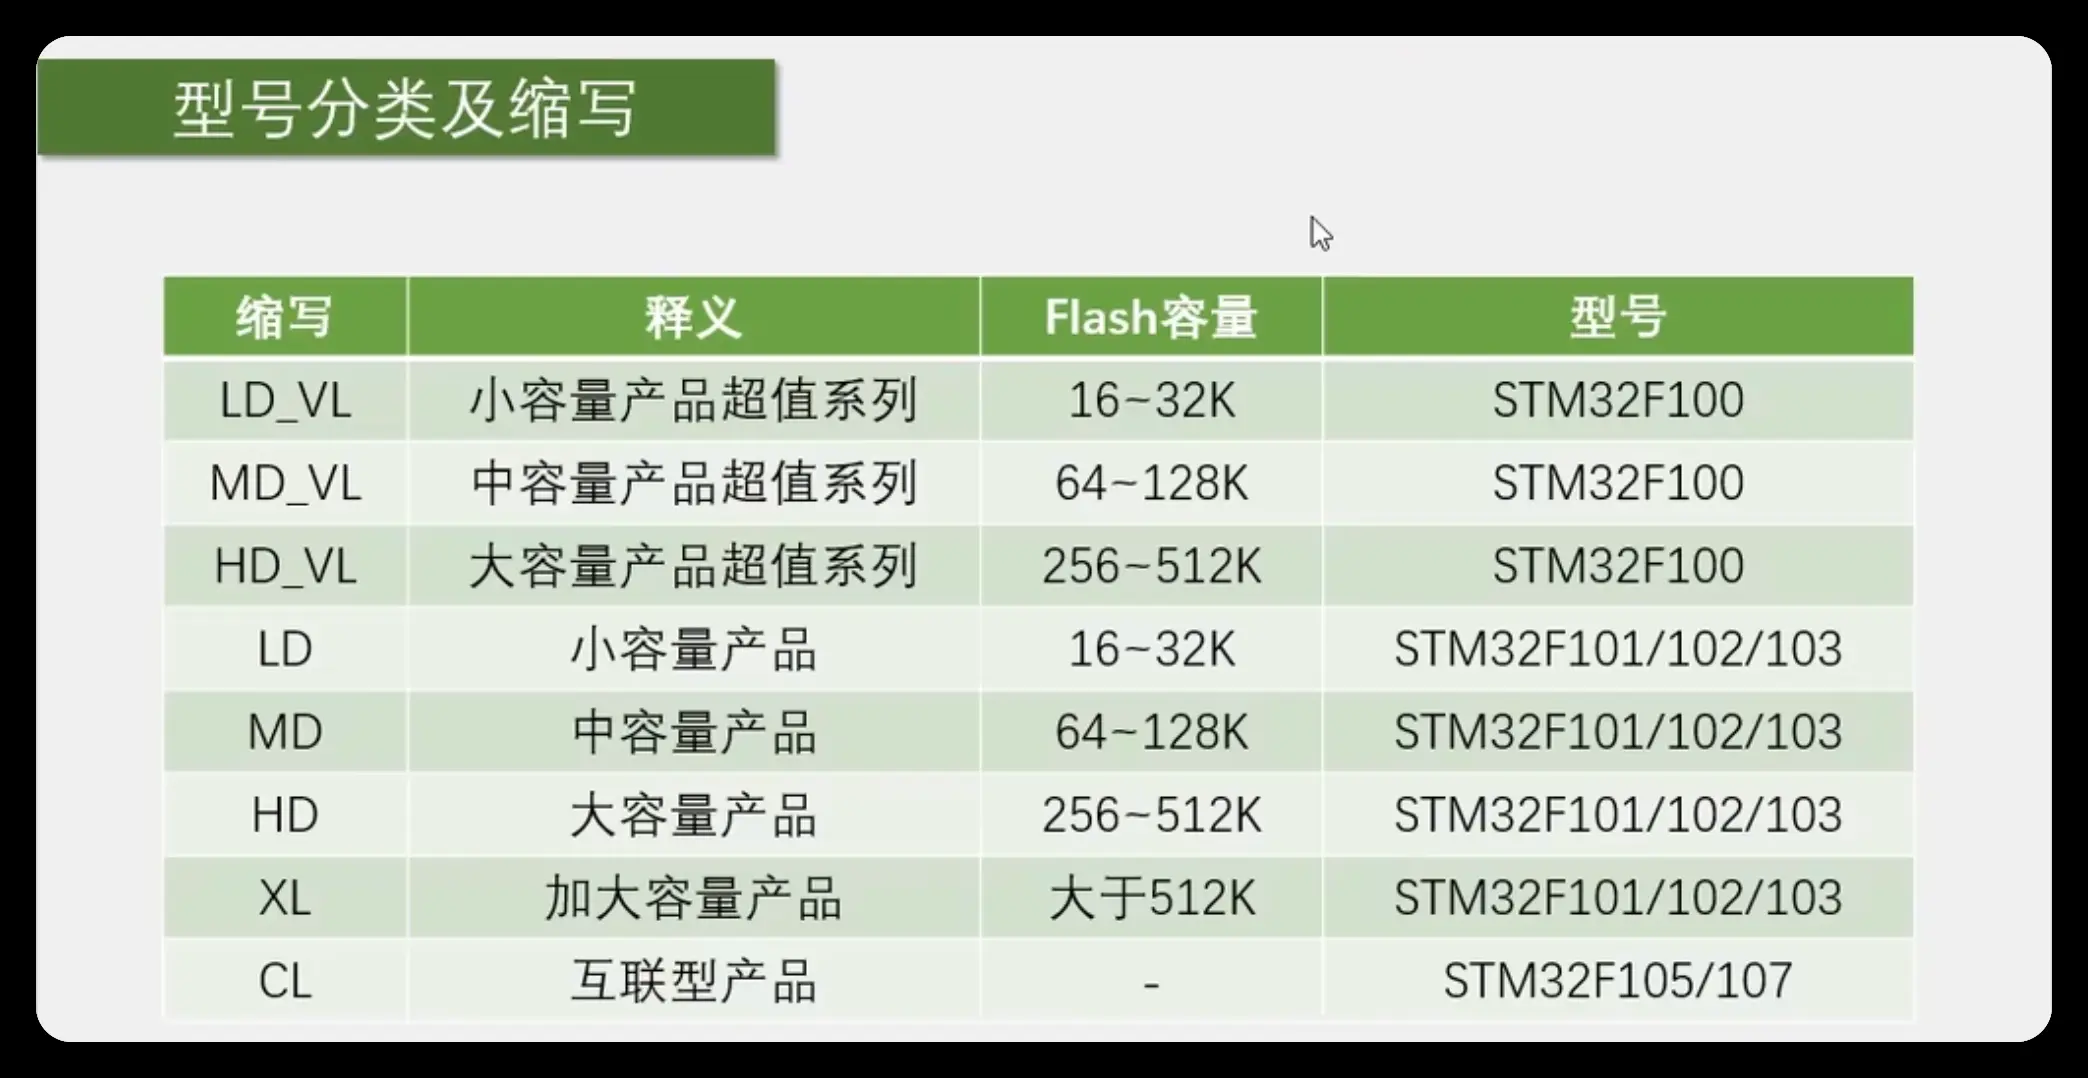 型号分类及缩写
缩写 释义 Flash容量 型号
LD_VL 小容量产品超值系列 16~32K STM32F100
MD_VL 中容量产品超值系列 64~128K STM32F100
HD_VL 大容量产品超值系列 256~512K STM32F100
LD 小容量产品 16~32K STM32F101/102/103
MD 中容量产品 64~128K STM32F101/102/103
HD 大容量产品 256~512K STM32F101/102/103
XL 加大容量产品 大于512K STM32F101/102/103
CL 互联型产品 - STM32F105/107